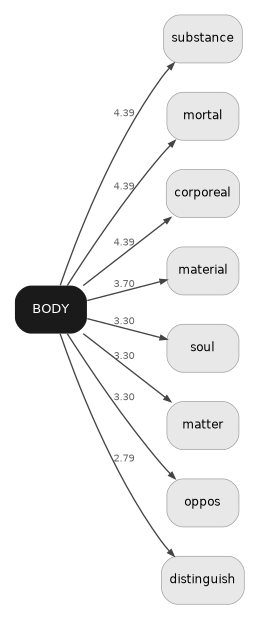 substance
4.39
mortal
4.39
corporeal
4.39
material
3.70
BODY
3.30
soul
3.30
matter
3.30
oppos
2.79
distinguish